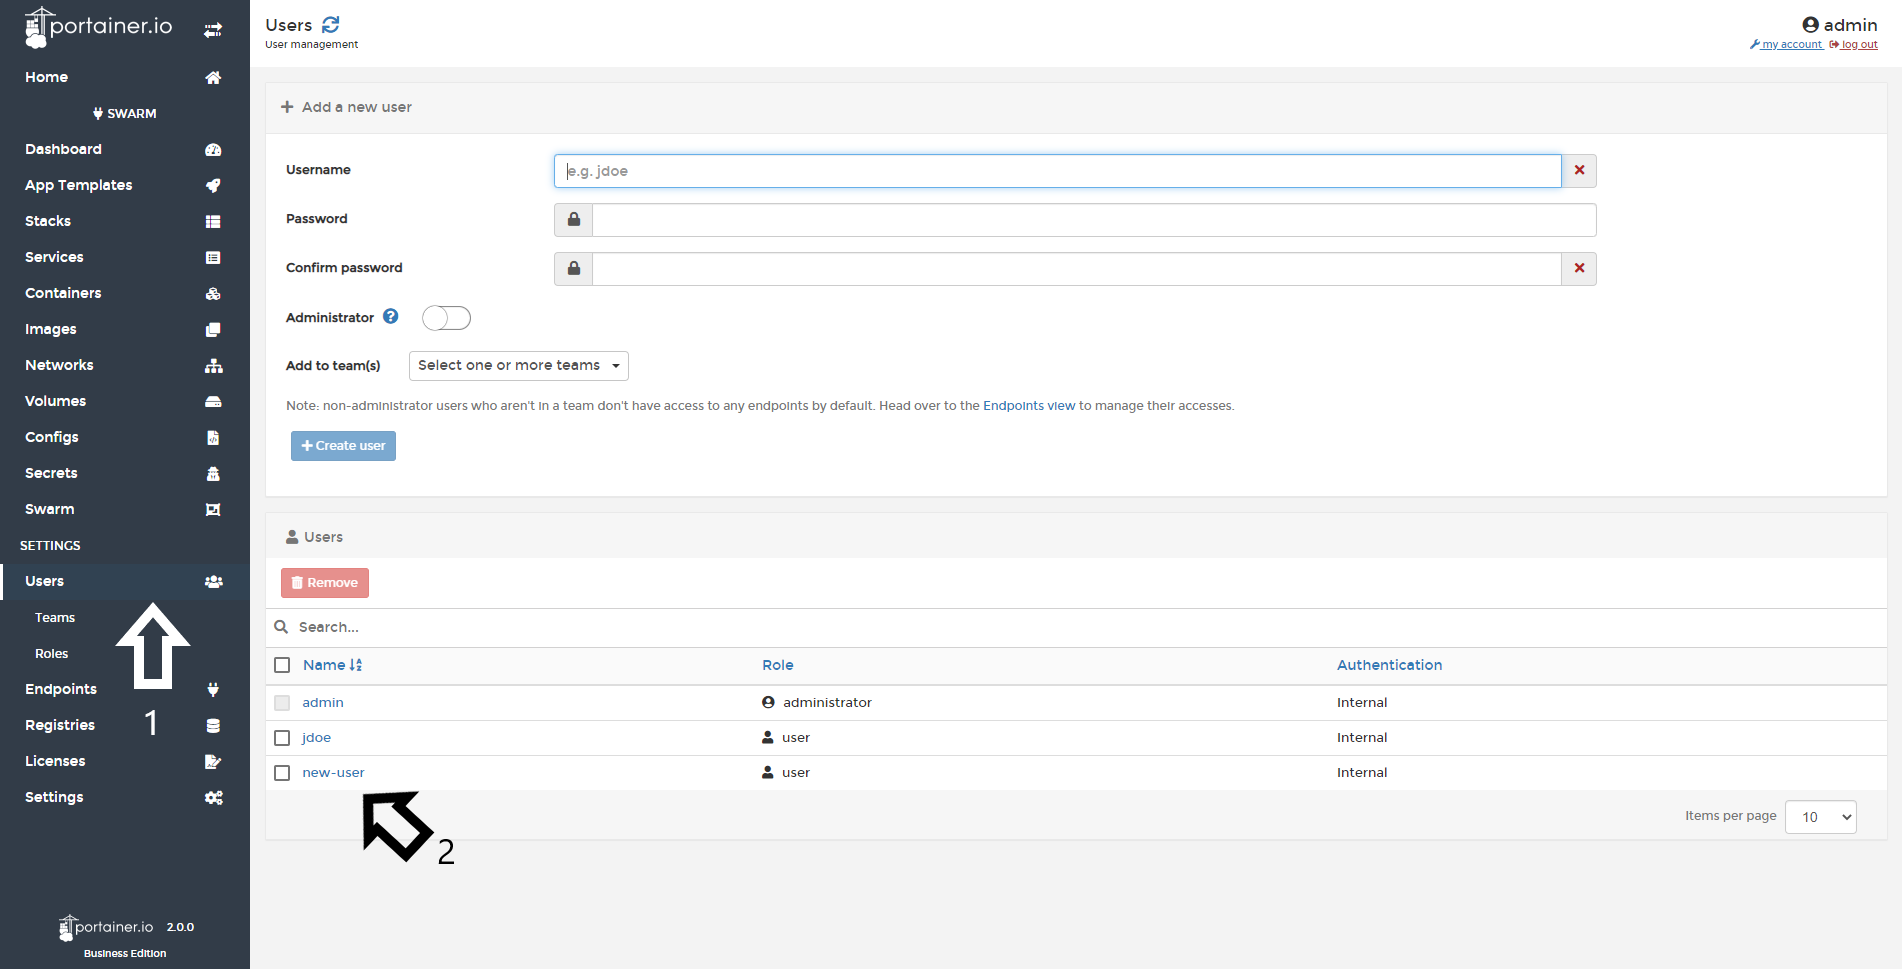 portainer.io
Home
SWARM
Dashboard
App Templates
Stacks
Services
Containers
Images
Networks
Volumes
Configs
Secrets
Swarm
SETTINGS
Users
Teams
Roles
Endpoints
Registries
Licenses
Settings
1
portainer.io 2.0.0
Business Edition
Users
User management
admin
my account log out
Add a new user
Username e.g. jdoe
Password
Confirm password
Administrator
Add to team(s) Select one or more teams
Note: non-administrator users who aren't in a team don't have access to any endpoints by default. Head over to the Endpoints view to manage their accesses.
Create user
Users
Remove
Search...
Name Role Authentication
admin administrator Internal
jdoe user Internal
new-user user Internal
2
Items per page 10